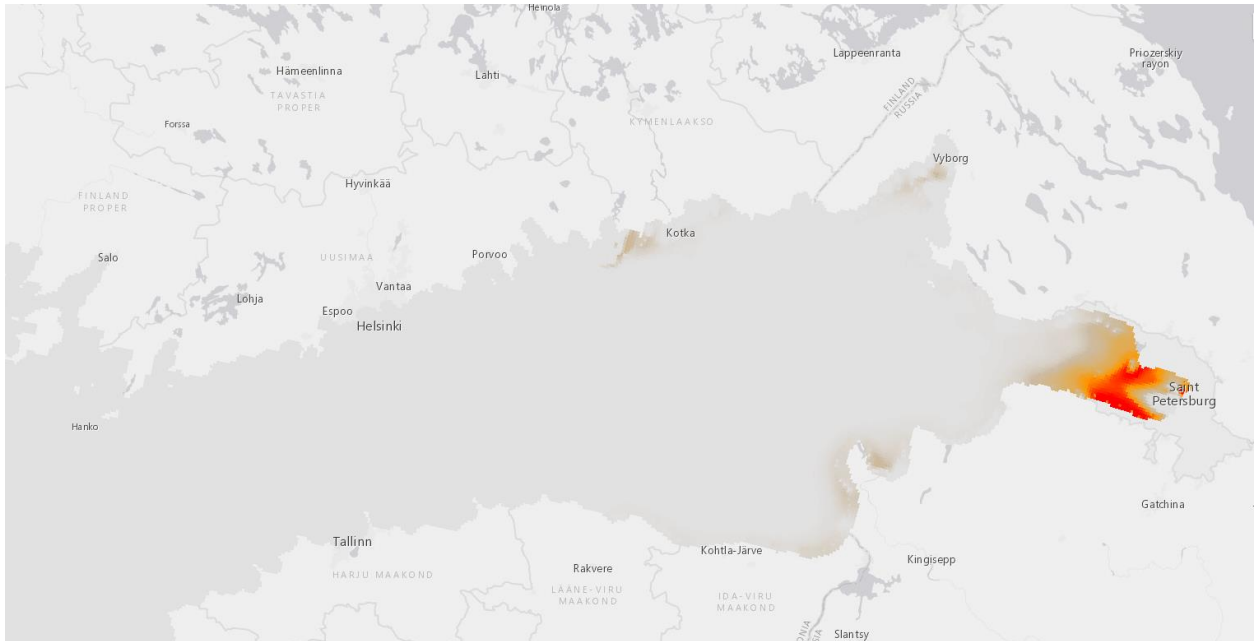 Heinola
Lappeenranta
Priozerskiy
rayon
Hämeenlinna
Lahti
TAVASTIA
PROPER
FINLAND
RUSSIA
Forssa
KYMENLAAKSO
Vyborg
Hyvinkää
FINLAND
PROPER
Kotka
Salo
UUSIMAA
Porvoo
Vantaa
Lohja
Espoo
Helsinki
Saint
Petersburg
Hanko
Gatchina
Tallinn
Kohtla-Järve
Kingisepp
Rakvere
HARJU MAAKOND
LÄÄNE-VIRU
MAAKOND
IDA-VIRU
MAAKOND
Slantsy